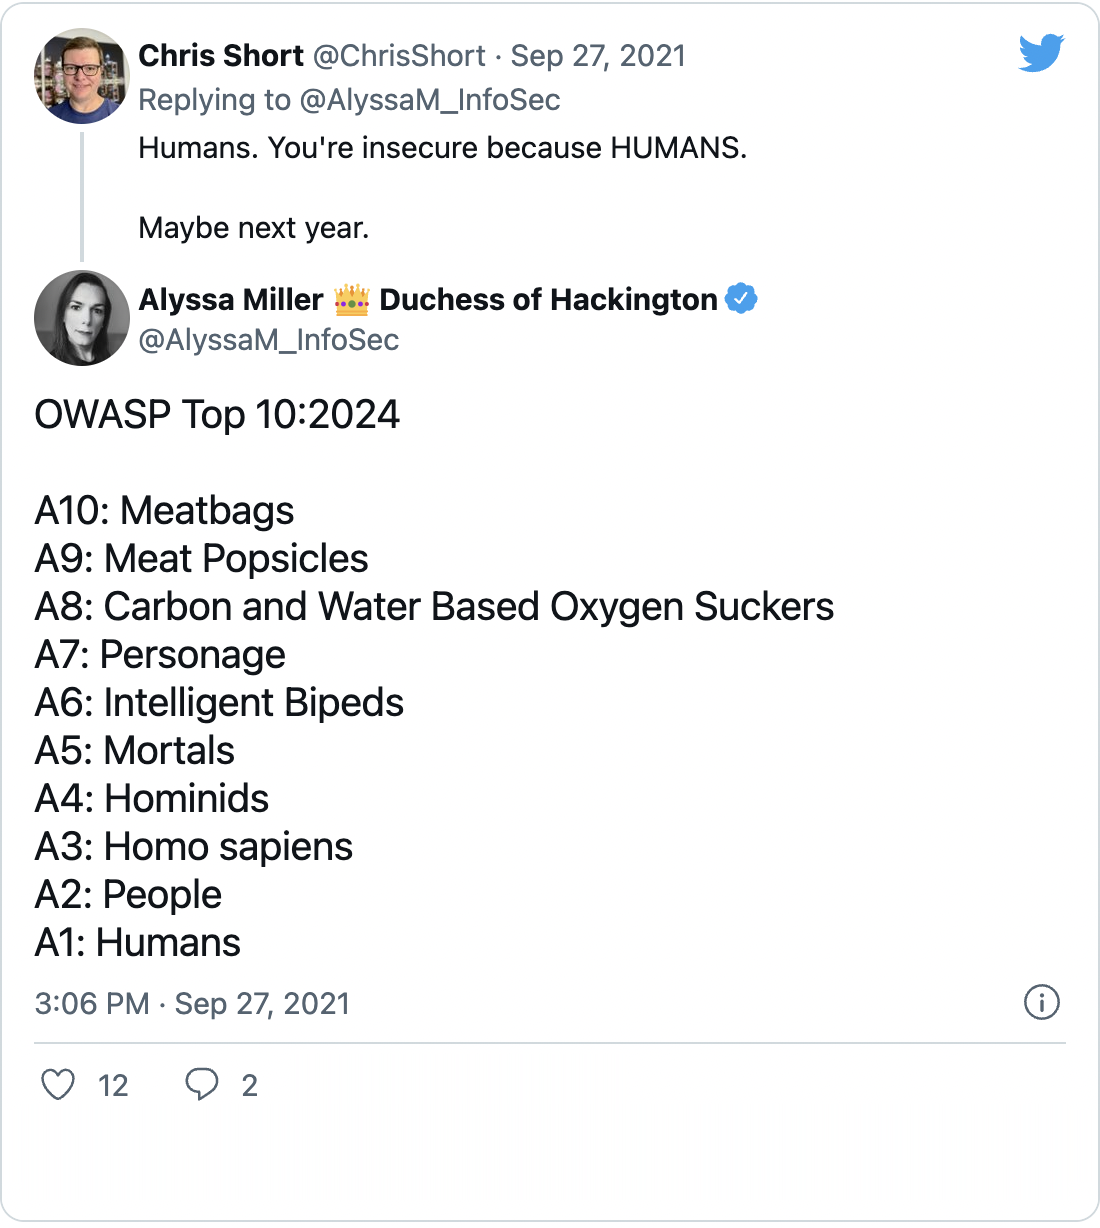 Chris Short @ChrisShort · Sep 27, 2021
Replying to @AlyssaM_InfoSec
Humans. You're insecure because HUMANS.
Maybe next year.
Alyssa Miller 👑 Duchess of Hackington
@AlyssaM_InfoSec
OWASP Top 10:2024
A10: Meatbags
A9: Meat Popsicles
A8: Carbon and Water Based Oxygen Suckers
A7: Personage
A6: Intelligent Bipeds
A5: Mortals
A4: Hominids
A3: Homo sapiens
A2: People
A1: Humans
3:06 PM · Sep 27, 2021
12 2